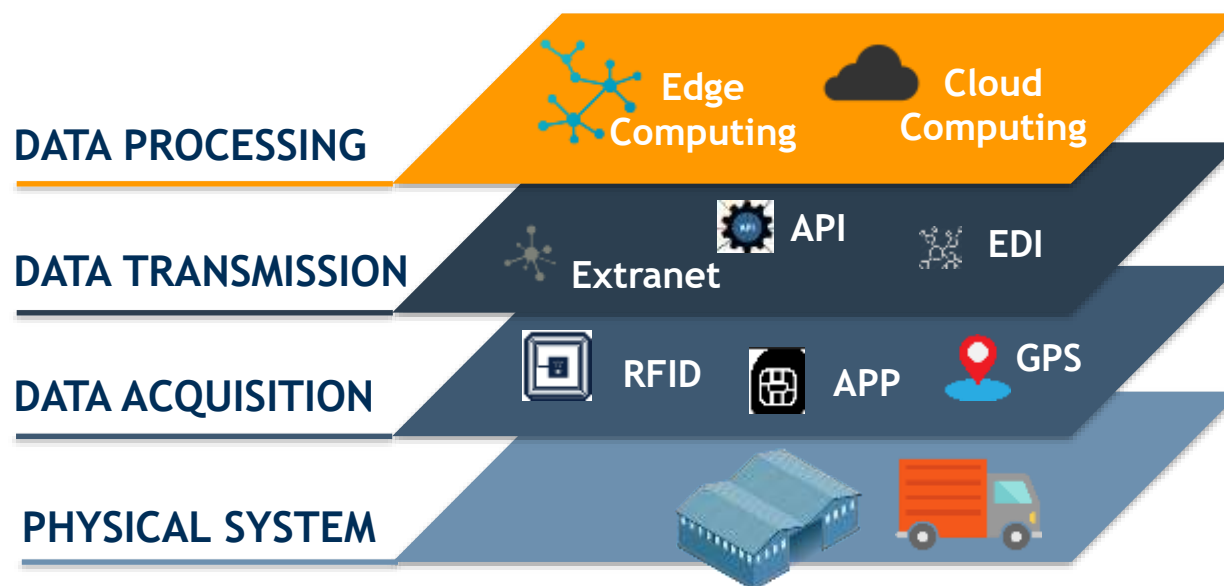 DATA PROCESSING
Edge
Computing
Cloud
Computing
DATA TRANSMISSION
Extranet
API
EDI
DATA ACQUISITION
RFID
APP
GPS
PHYSICAL SYSTEM